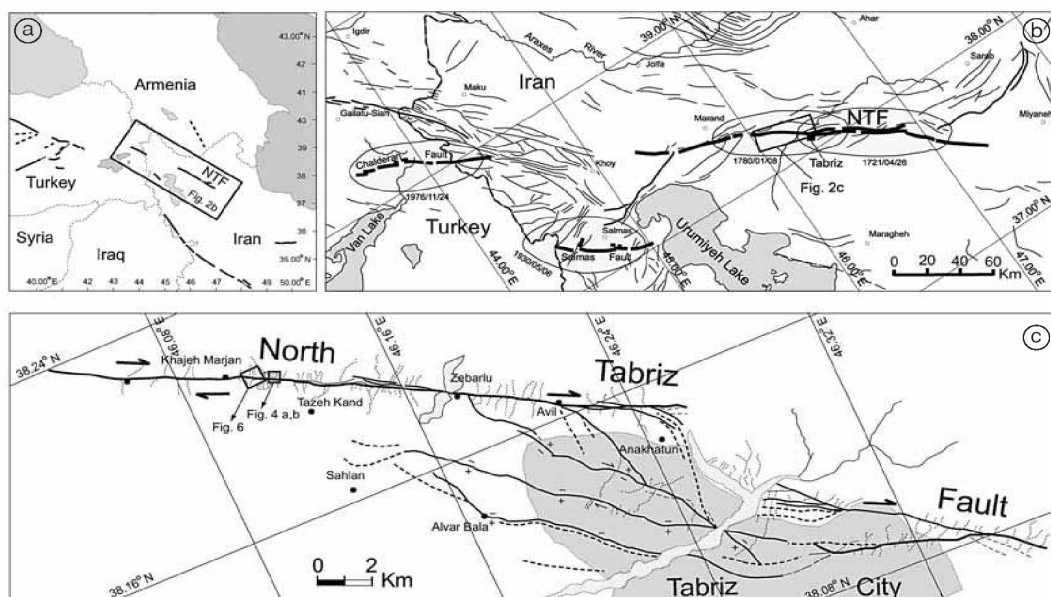 a
43.00° N
41
40
39
38
37
35.00° N
40.00° E
42
43
44
45
46
47
48
50.00° E
Armenia
Turkey
NTF
Fig. 2b
Syria
Iraq
Iran
b
Igdir
39.00° N
Ahar
38.00° N
Araxes
River
Jolfa
Iran
Maku
Sarab
Gailatu-Siah
Marand
NTF
Miyaneh
Chalderan
Fault
Khoy
1780/01/08
Tabriz
1721/04/26
1976/11/24
Fig. 2c
37.00° N
Turkey
Salmas
Van Lake
Urumiyeh Lake
Maragheh
Salmas Fault
1930/05/06
44.00° E
45.00° E
46.00° E
47.00° E
0 20 40 60
Km
c
38.24° N
46.08° E
46.16° E
46.24° E
46.32° E
Khajeh Marjan
North
Zebarlu
Tabriz
Fig. 4 a,b
Tazeh Kand
Avil
Fig. 6
Anakhatun
Sahlan
Fault
Alvar Bala
0 2
Km
38.16° N
Tabriz
38.08° N
City